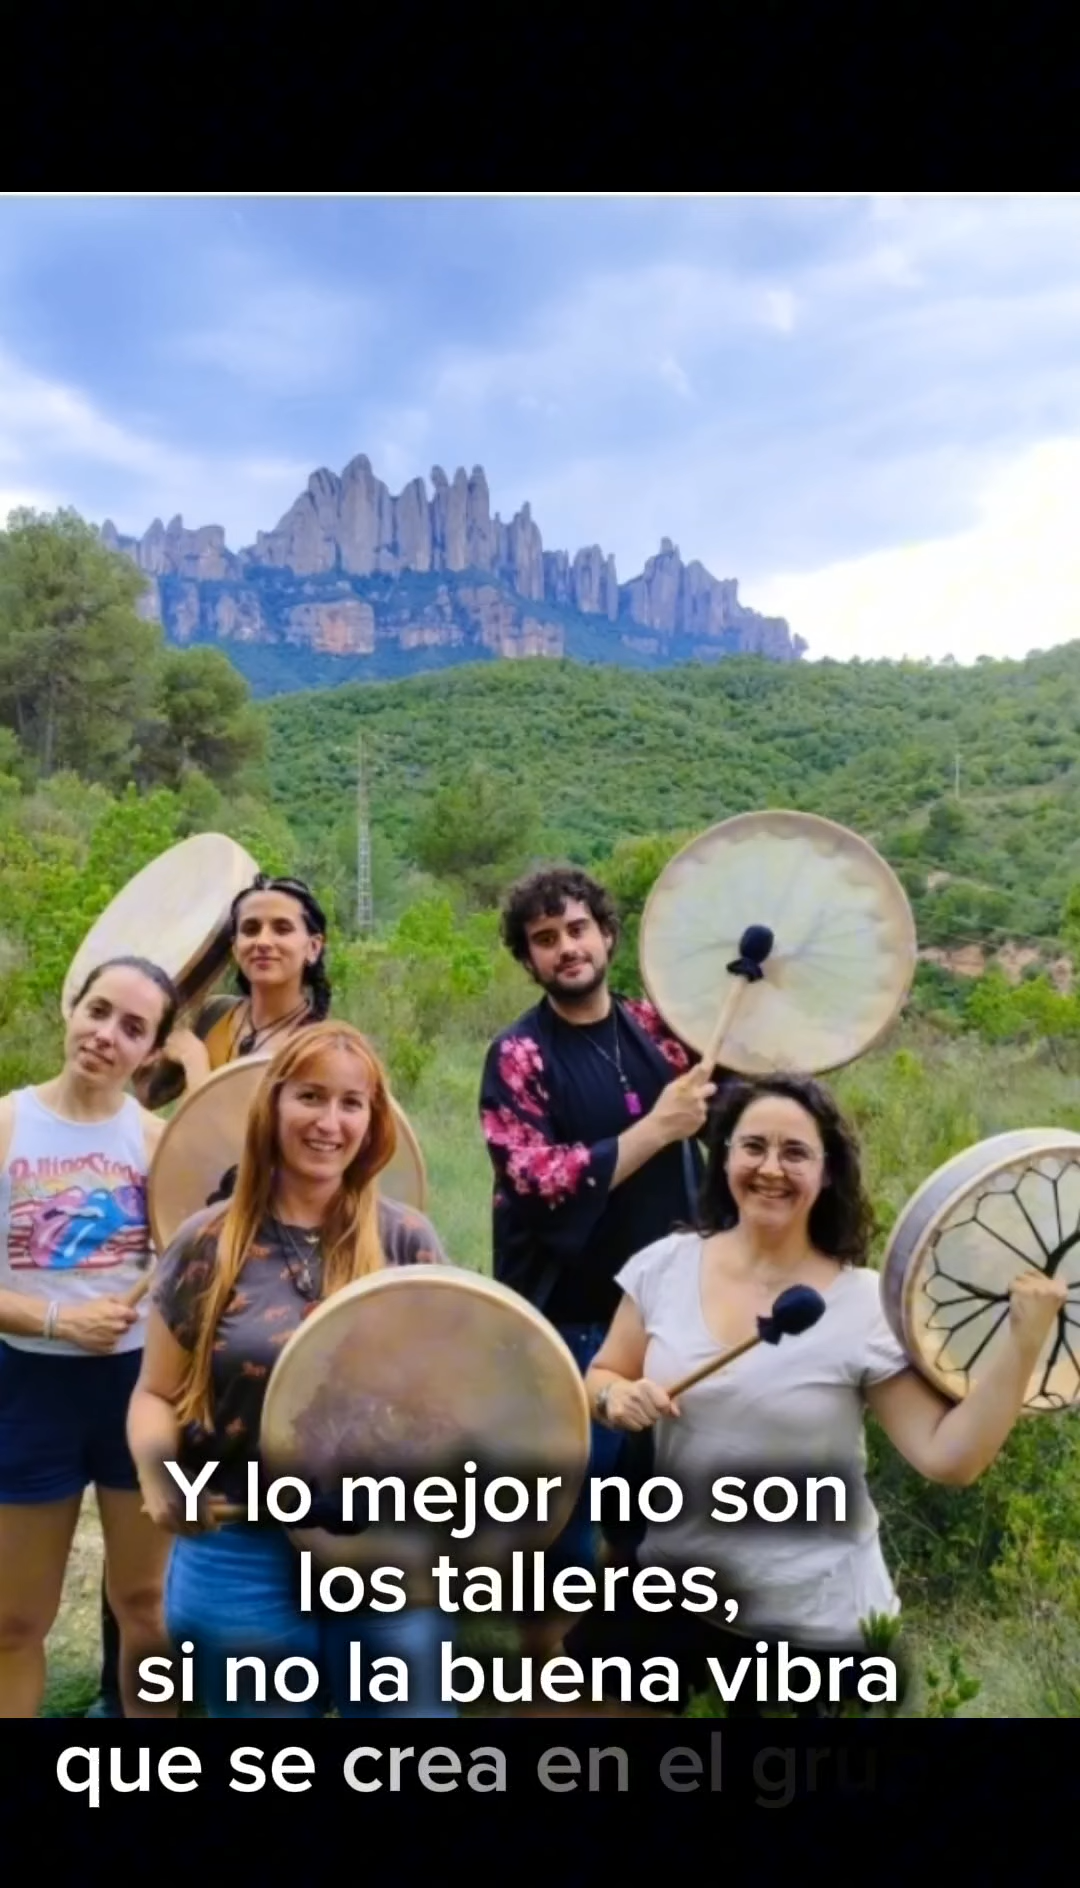 Y lo mejor no son
los talleres,
si no la buena vibra
que se crea en el